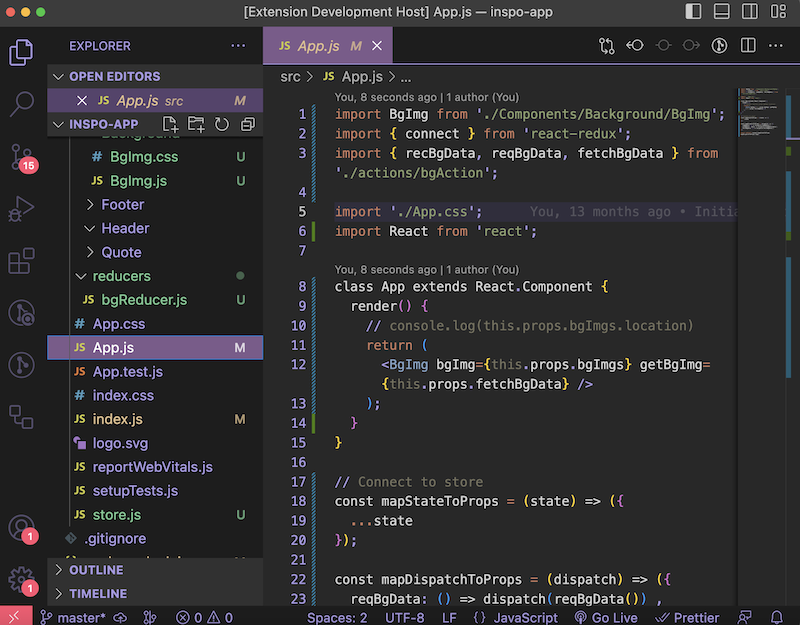 [Extension Development Host] App.js — inspo-app
EXPLORER
OPEN EDITORS
JS App.js src M
INSPO-APP
# BgImg.css U
JS BgImg.js U
Footer
Header
Quote
reducers
JS bgReducer.js U
# App.css
JS App.js M
JS App.test.js
# index.css
JS index.js M
logo.svg
JS reportWebVitals.js
JS setupTests.js
JS store.js U
.gitignore
OUTLINE
TIMELINE
15
1
1
JS App.js M
src > JS App.js > ...
You, 8 seconds ago | 1 author (You)
1 import BgImg from './Components/Background/BgImg';
2 import { connect } from 'react-redux';
3 import { recBgData, reqBgData, fetchBgData } from
'./actions/bgAction';
4
5 import './App.css'; You, 13 months ago • Initia
6 import React from 'react';
7
You, 8 seconds ago | 1 author (You)
8 class App extends React.Component {
9 render() {
10 // console.log(this.props.bgImgs.location)
11 return (
12 <BgImg bgImg={this.props.bgImgs} getBgImg=
{this.props.fetchBgData} />
13 );
14 }
15 }
16
17 // Connect to store
18 const mapStateToProps = (state) => ({
19 ...state
20 });
21
22 const mapDispatchToProps = (dispatch) => ({
23 reqBgData: () => dispatch(reqBgData()) ,
master* 0 0 Spaces: 2 UTF-8 LF {} JavaScript Go Live Prettier